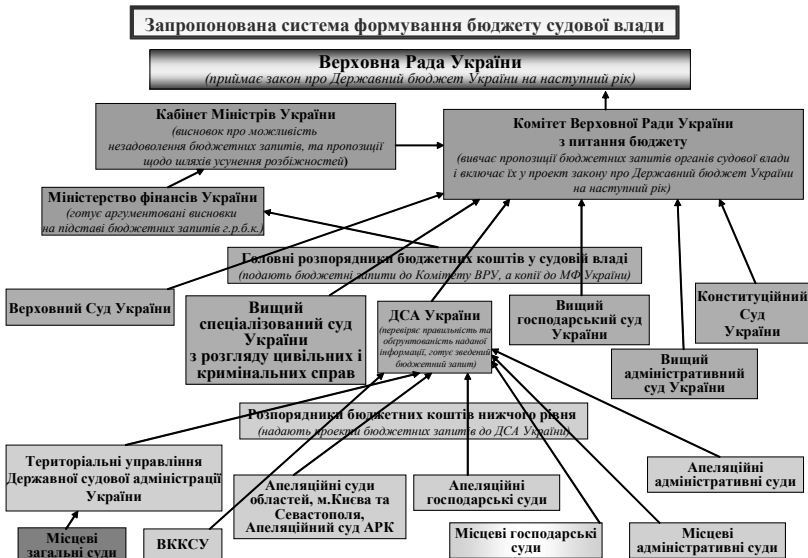 Запропонована система формування бюджету судової влади
Верховна Рада України
(приймає закон про Державний бюджет України на наступний рік)
Кабінет Міністрів України
(висновок про можливість
незадоволення бюджетних запитів, та пропозиції
щодо шляхів усунення розбіжностей)
Комітет Верховної Ради України
з питання бюджету
(вивчає пропозиції бюджетних запитів органів судової влади
і включає їх у проект закону про Державний бюджет України
на наступний рік)
Міністерство фінансів України
(готує аргументовані висновки
на підставі бюджетних запитів г.р.б.к.)
Головні розпорядники бюджетних коштів у судовій владі
(подають бюджетні запити до Комітету ВРУ, а копії до МФ України)
Верховний Суд України
Вищий
спеціалізований суд
України
з розгляду цивільних і
кримінальних справ
ДСА України
(перевіряє правильність та
обґрунтованість наданої
інформації, готує зведений
бюджетний запит)
Вищий
господарський суд
України
Конституційний
Суд
України
Вищий
адміністративний
суд України
Розпорядники бюджетних коштів нижчого рівня
(надають проекти бюджетних запитів до ДСА України)
Територіальні управління
Державної судової адміністрації
України
Апеляційні суди
областей, м.Києва та
Севастополя,
Апеляційний суд АРК
Апеляційні
господарські суди
Апеляційні
адміністративні суди
Місцеві
загальні суди
ВККСУ
Місцеві господарські
суди
Місцеві
адміністративні суди